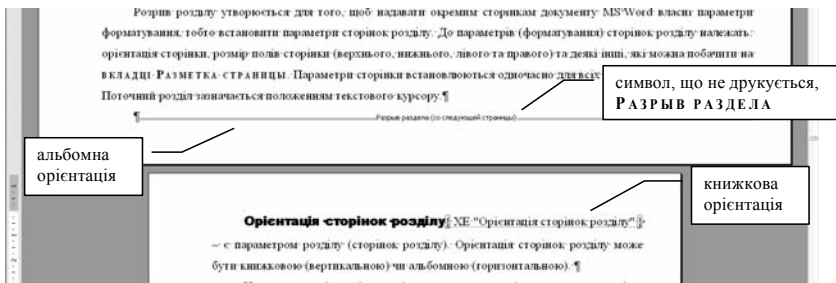 Розрив розділу утворюється для того, щоб надавати окремим сторінкам документу MS Word власні параметри
форматування, тобто встановити параметри сторінок розділу. До параметрів (форматування) сторінок розділу належать:
орієнтація сторінки, розмір полів сторінки (верхнього, нижнього, лівого та правого) та деякі інші, які можна побачити на
ВКЛАДЦІ РАЗМЕТКА СТРАНИЦЫ. Параметри сторінки встановлюються одночасно для всіх
Поточний розділ зазначається положенням текстового курсору.¶
¶ Разрыв раздела (со следующей страницы)
символ, що не друкується,
РАЗРЫВ РАЗДЕЛА
альбомна
орієнтація
книжкова
орієнтація
Орієнтація сторінок розділу{ XE "Орієнтація сторінок розділу" }
– є параметром розділу (сторінок розділу). Орієнтація сторінок розділу може
бути книжковою (вертикальною) чи альбомною (горизонтальною). ¶